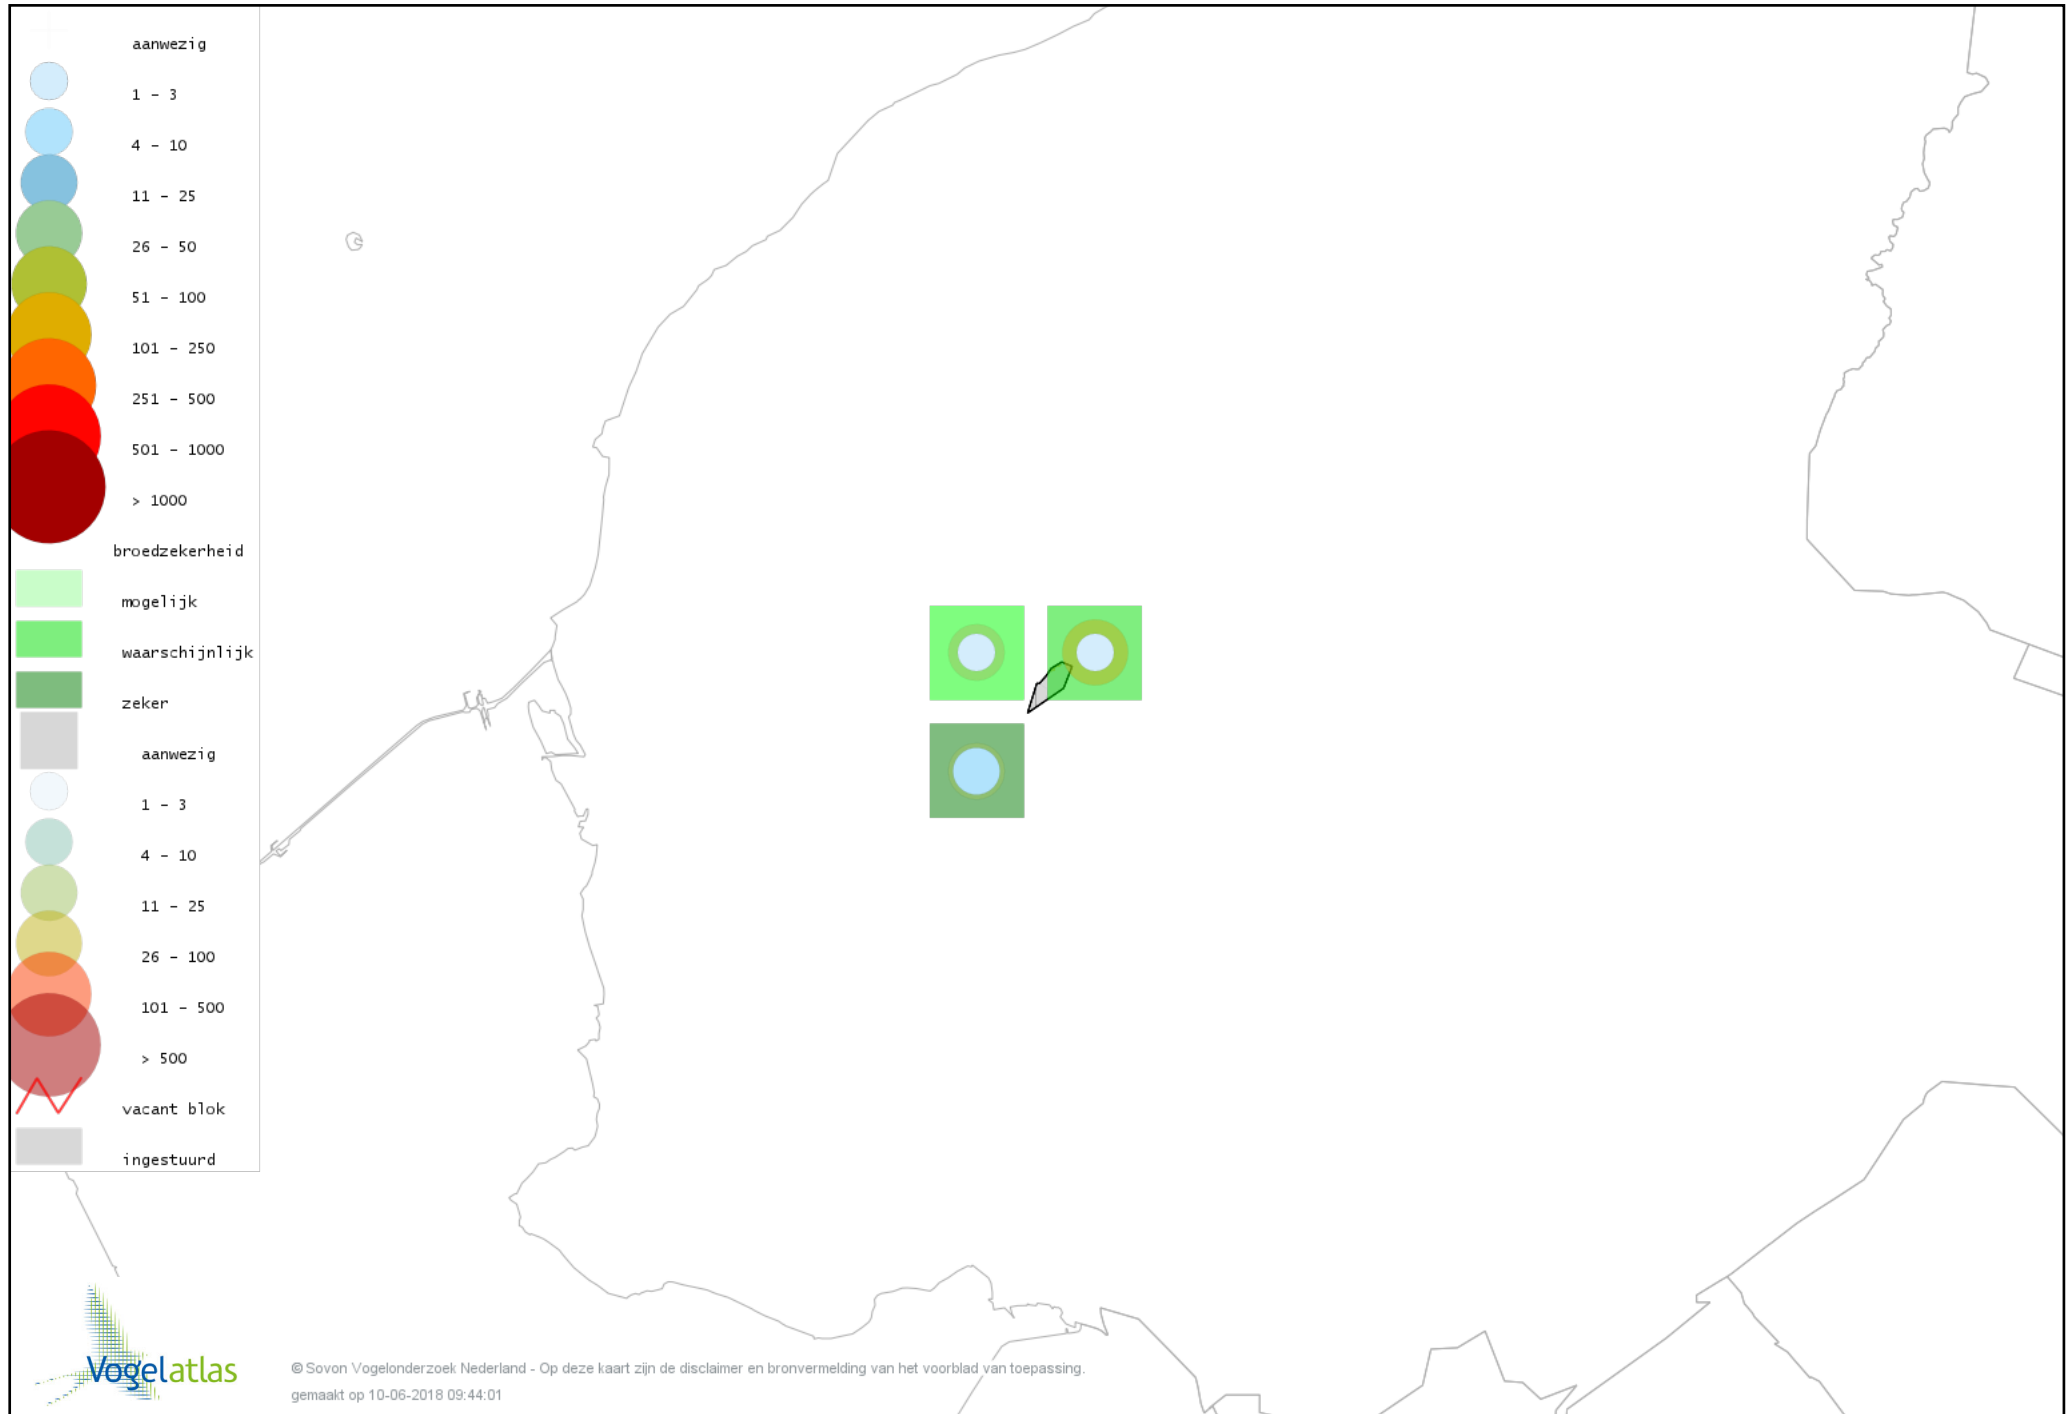 aanwezig
1 - 3
4 - 10
11 - 25
26 - 50
51 - 100
101 - 250
251 - 500
501 - 1000
> 1000
broedzekerheid
mogelijk
waarschijnlijk
zeker
aanwezig
1 - 3
4 - 10
11 - 25
26 - 100
101 - 500
> 500
vacant blok
ingestuurd
Vogelatlas
© Sovon Vogelonderzoek Nederland - Op deze kaart zijn de disclaimer en bronvermelding van het voorblad van toepassing.
gemaakt op 10-06-2018 09:44:01